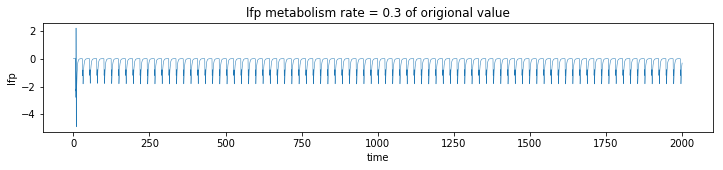 lfp metabolism rate = 0.3 of origional value
2
0
−2
−4
lfp
0 250 500 750 1000 1250 1500 1750 2000
time